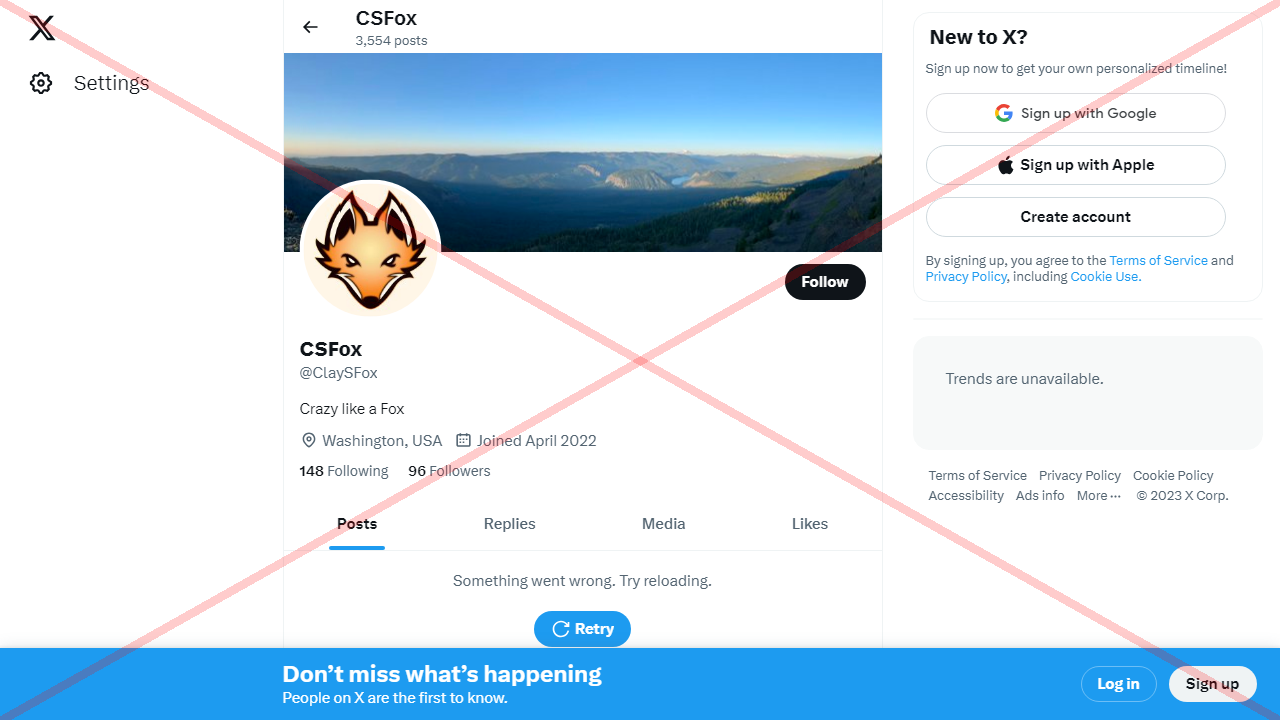 Settings
CSFox
3,554 posts
Follow
CSFox
@ClaySFox
Crazy like a Fox
Washington, USA Joined April 2022
148 Following 96 Followers
Posts Replies Media Likes
Something went wrong. Try reloading.
Retry
New to X?
Sign up now to get your own personalized timeline!
Sign up with Google
Sign up with Apple
Create account
By signing up, you agree to the Terms of Service and
Privacy Policy, including Cookie Use.
Trends are unavailable.
Terms of Service Privacy Policy Cookie Policy
Accessibility Ads info More ··· © 2023 X Corp.
Don’t miss what’s happening
People on X are the first to know.
Log in Sign up